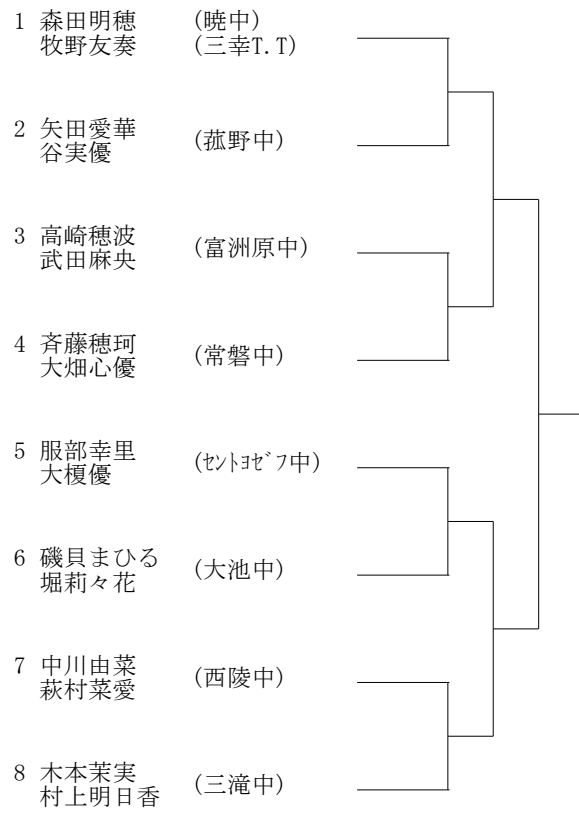 1 森田明穂 (暁中)
牧野友奏 (三幸T.T)
2 矢田愛華 (菰野中)
谷実優
3 高崎穂波 (富洲原中)
武田麻央
4 斉藤穂珂 (常磐中)
大畑心優
5 服部幸里 (ｾﾝﾄﾖｾﾞﾌ中)
大榎優
6 磯貝まひる (大池中)
堀莉々花
7 中川由菜 (西陵中)
萩村菜愛
8 木本茉実 (三滝中)
村上明日香